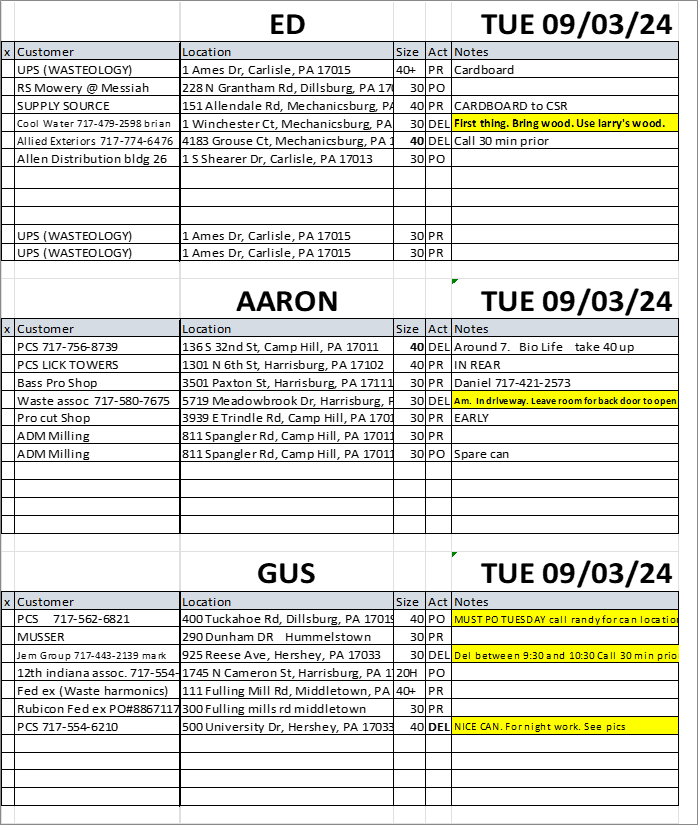 ED TUE 09/03/24
x Customer Location Size Act Notes
UPS (WASTEOLOGY) 1 Ames Dr, Carlisle, PA 17015 40+ PR Cardboard
RS Mowery @ Messiah 228 N Grantham Rd, Dillsburg, PA 170 30 PO
SUPPLY SOURCE 151 Allendale Rd, Mechanicsburg, PA 40 PR CARDBOARD to CSR
Cool Water 717-479-2598 brian 1 Winchester Ct, Mechanicsburg, PA 30 DEL First thing. Bring wood. Use larry's wood.
Allied Exteriors 717-774-6476 4183 Grouse Ct, Mechanicsburg, PA 1 40 DEL Call 30 min prior
Allen Distribution bldg 26 1 S Shearer Dr, Carlisle, PA 17013 30 PO
UPS (WASTEOLOGY) 1 Ames Dr, Carlisle, PA 17015 30 PR
UPS (WASTEOLOGY) 1 Ames Dr, Carlisle, PA 17015 30 PR
AARON TUE 09/03/24
x Customer Location Size Act Notes
PCS 717-756-8739 136 S 32nd St, Camp Hill, PA 17011 40 DEL Around 7. Bio Life take 40 up
PCS LICK TOWERS 1301 N 6th St, Harrisburg, PA 17102 40 PR IN REAR
Bass Pro Shop 3501 Paxton St, Harrisburg, PA 17111 30 PR Daniel 717-421-2573
Waste assoc 717-580-7675 5719 Meadowbrook Dr, Harrisburg, P 30 DEL Am. In driveway. Leave room for back door to open
Pro cut Shop 3939 E Trindle Rd, Camp Hill, PA 1701 30 PR EARLY
ADM Milling 811 Spangler Rd, Camp Hill, PA 17011 30 PR
ADM Milling 811 Spangler Rd, Camp Hill, PA 17011 30 PO Spare can
GUS TUE 09/03/24
x Customer Location Size Act Notes
PCS 717-562-6821 400 Tuckahoe Rd, Dillsburg, PA 17019 40 PO MUST PO TUESDAY call randy for can location
MUSSER 290 Dunham DR Hummelstown 30 PR
Jem Group 717-443-2139 mark 925 Reese Ave, Hershey, PA 17033 30 DEL Del between 9:30 and 10:30 Call 30 min prio
12th indiana assoc. 717-554- 1745 N Cameron St, Harrisburg, PA 1 20H PO
Fed ex (Waste harmonics) 111 Fulling Mill Rd, Middletown, PA 40+ PR
Rubicon Fed ex PO#8867117 300 Fulling mills rd middletown 30 PR
PCS 717-554-6210 500 University Dr, Hershey, PA 17033 40 DEL NICE CAN. For night work. See pics